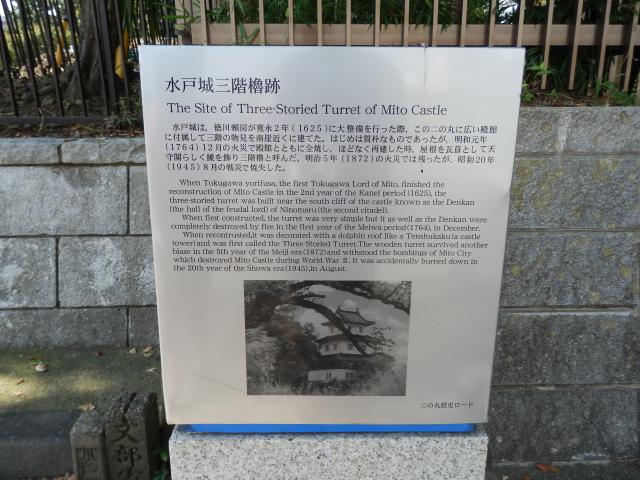 水戸城三階櫓跡
The Site of Three-Storied Turret of Mito Castle
水戸城は、徳川頼房が寛永2年(1625)に大整備を行った際、この二の丸に広い殿館
に付属して三階の物見を南崖近くに建てた。はじめは質朴なものであったが、明和元年
(1764)12月の火災で殿館とともに全焼し、ほどなく再建した時、屋根を瓦葺として天
守閣らしく鯱を飾り三階櫓と呼んだ。明治5年(1872)の火災では残ったが、昭和20年
(1945)8月の戦災で焼失した。
When Tokugawa yorifusa, the first Tokugawa Lord of Mito, finished the
reconstruction of Mito Castle in the 2nd year of the Kanei period(1625), the
three-storied turret was built near the south cliff of the castle known as the Denkan
(the hall of the feudal lord) of Ninomaru(the second citadel).
When first constructed, the turret was very simple but it as well as the Denkan were
completely destroyed by fire in the first year of the Meiwa period(1764), in December.
When recontrusted,it was decorated with a dolphin roof like a Tenshukaku(a castle
tower)and was first called the Three-Storied Turret.The wooden turret survived another
blaze in the 5th year of the Meiji era(1872)and withstood the bombings of Mito City
which destroyed Mito Castle during World War Ⅱ. It was accidentally burned down in
the 20th year of the Showa era(1945),in August.
三の丸歴史ロード